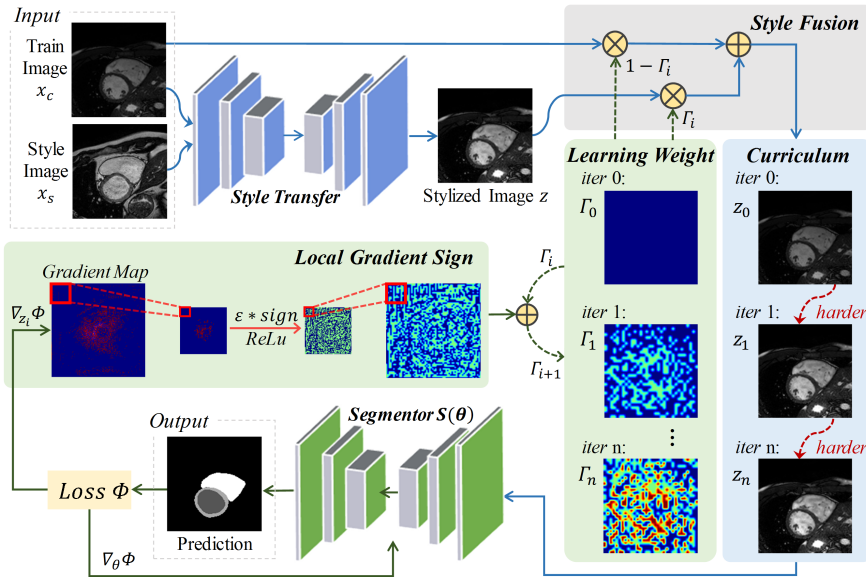 Input
Train
Image
x_c
Style
Image
x_s
Style Transfer
Stylized Image z
Style Fusion
1 − Γ_i
Γ_i
Learning Weight
iter 0:
Γ_0
iter 1:
Γ_1
⋮
iter n:
Γ_n
Curriculum
iter 0:
z_0
harder
iter 1:
z_1
harder
iter n:
z_n
Local Gradient Sign
Gradient Map
∇_{z_i}Φ
ε * sign
ReLu
Γ_i
Γ_{i+1}
Segmentor S(θ)
Output
Prediction
Loss Φ
∇_θΦ